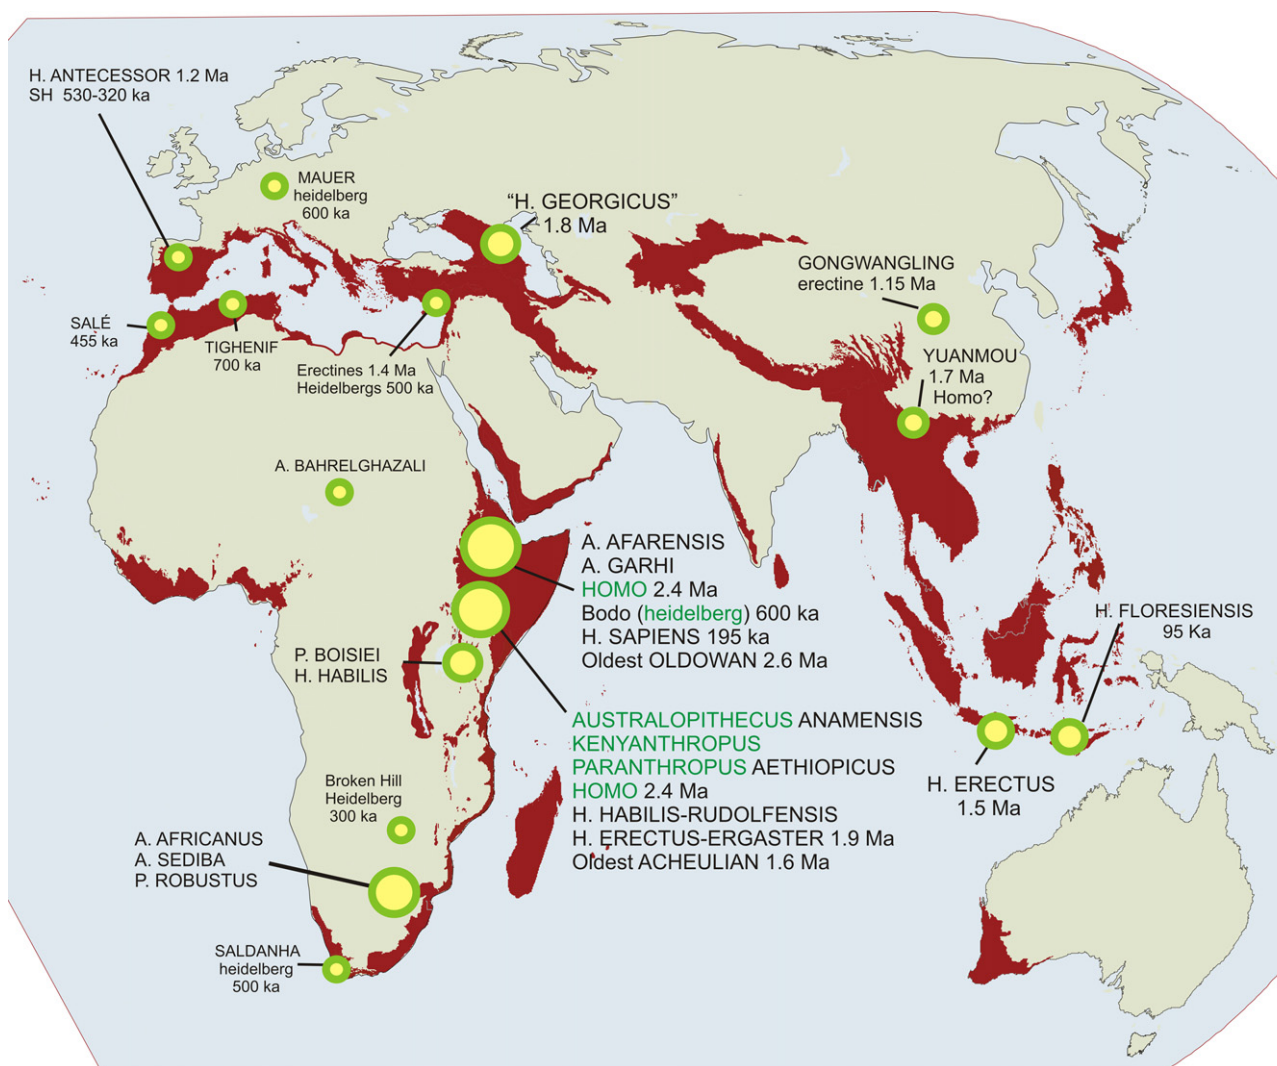 H. ANTECESSOR 1.2 Ma
SH 530-320 ka
MAUER
heidelberg
600 ka
“H. GEORGICUS”
1.8 Ma
GONGWANGLING
erectine 1.15 Ma
SALÉ
455 ka
TIGHENIF
700 ka
Erectines 1.4 Ma
Heidelbergs 500 ka
YUANMOU
1.7 Ma
Homo?
A. BAHRELGHAZALI
A. AFARENSIS
A. GARHI
HOMO 2.4 Ma
Bodo (heidelberg) 600 ka
H. SAPIENS 195 ka
Oldest OLDOWAN 2.6 Ma
H. FLORESIENSIS
95 Ka
P. BOISIEI
H. HABILIS
AUSTRALOPITHECUS ANAMENSIS
KENYANTHROPUS
PARANTHROPUS AETHIOPICUS
HOMO 2.4 Ma
H. HABILIS-RUDOLFENSIS
H. ERECTUS-ERGASTER 1.9 Ma
Oldest ACHEULIAN 1.6 Ma
H. ERECTUS
1.5 Ma
Broken Hill
Heidelberg
300 ka
A. AFRICANUS
A. SEDIBA
P. ROBUSTUS
SALDANHA
heidelberg
500 ka